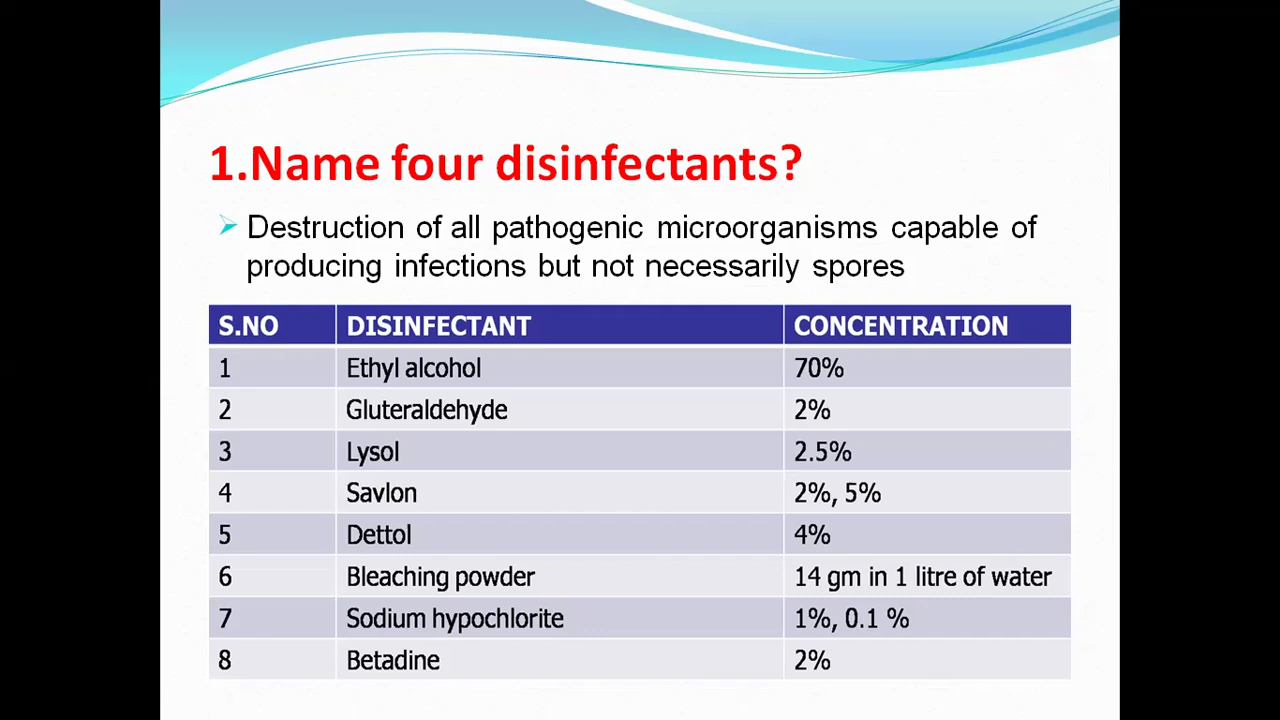 1.Name four disinfectants?
Destruction of all pathogenic microorganisms capable of
producing infections but not necessarily spores
S.NO DISINFECTANT CONCENTRATION
1 Ethyl alcohol 70%
2 Gluteraldehyde 2%
3 Lysol 2.5%
4 Savlon 2%, 5%
5 Dettol 4%
6 Bleaching powder 14 gm in 1 litre of water
7 Sodium hypochlorite 1%, 0.1 %
8 Betadine 2%